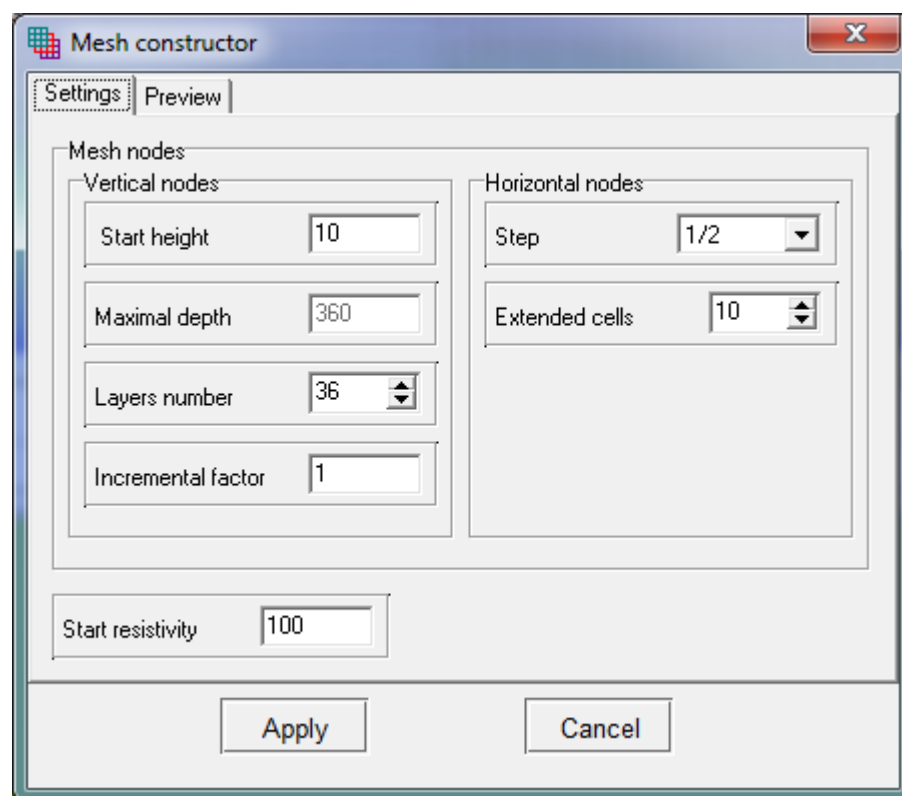 Mesh constructor
Settings Preview
Mesh nodes
Vertical nodes
Start height 10
Maximal depth 360
Layers number 36
Incremental factor 1
Horizontal nodes
Step 1/2
Extended cells 10
Start resistivity 100
Apply Cancel